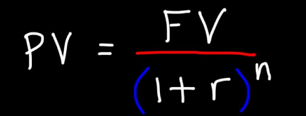 PV = FV / (1 + r)^n